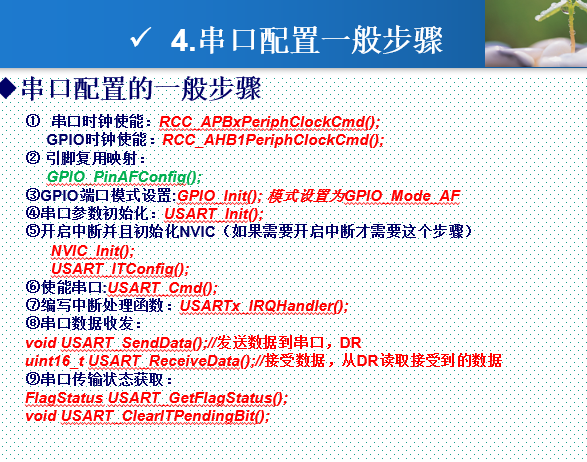 ✓ 4.串口配置一般步骤
◆串口配置的一般步骤
① 串口时钟使能：RCC_APBxPeriphClockCmd();
GPIO时钟使能：RCC_AHB1PeriphClockCmd();
② 引脚复用映射：
GPIO_PinAFConfig();
③GPIO端口模式设置:GPIO_Init(); 模式设置为GPIO_Mode_AF
④串口参数初始化：USART_Init();
⑤开启中断并且初始化NVIC（如果需要开启中断才需要这个步骤）
NVIC_Init();
USART_ITConfig();
⑥使能串口:USART_Cmd();
⑦编写中断处理函数：USARTx_IRQHandler();
⑧串口数据收发：
void USART_SendData();//发送数据到串口，DR
uint16_t USART_ReceiveData();//接受数据，从DR读取接受到的数据
⑨串口传输状态获取：
FlagStatus USART_GetFlagStatus();
void USART_ClearITPendingBit();